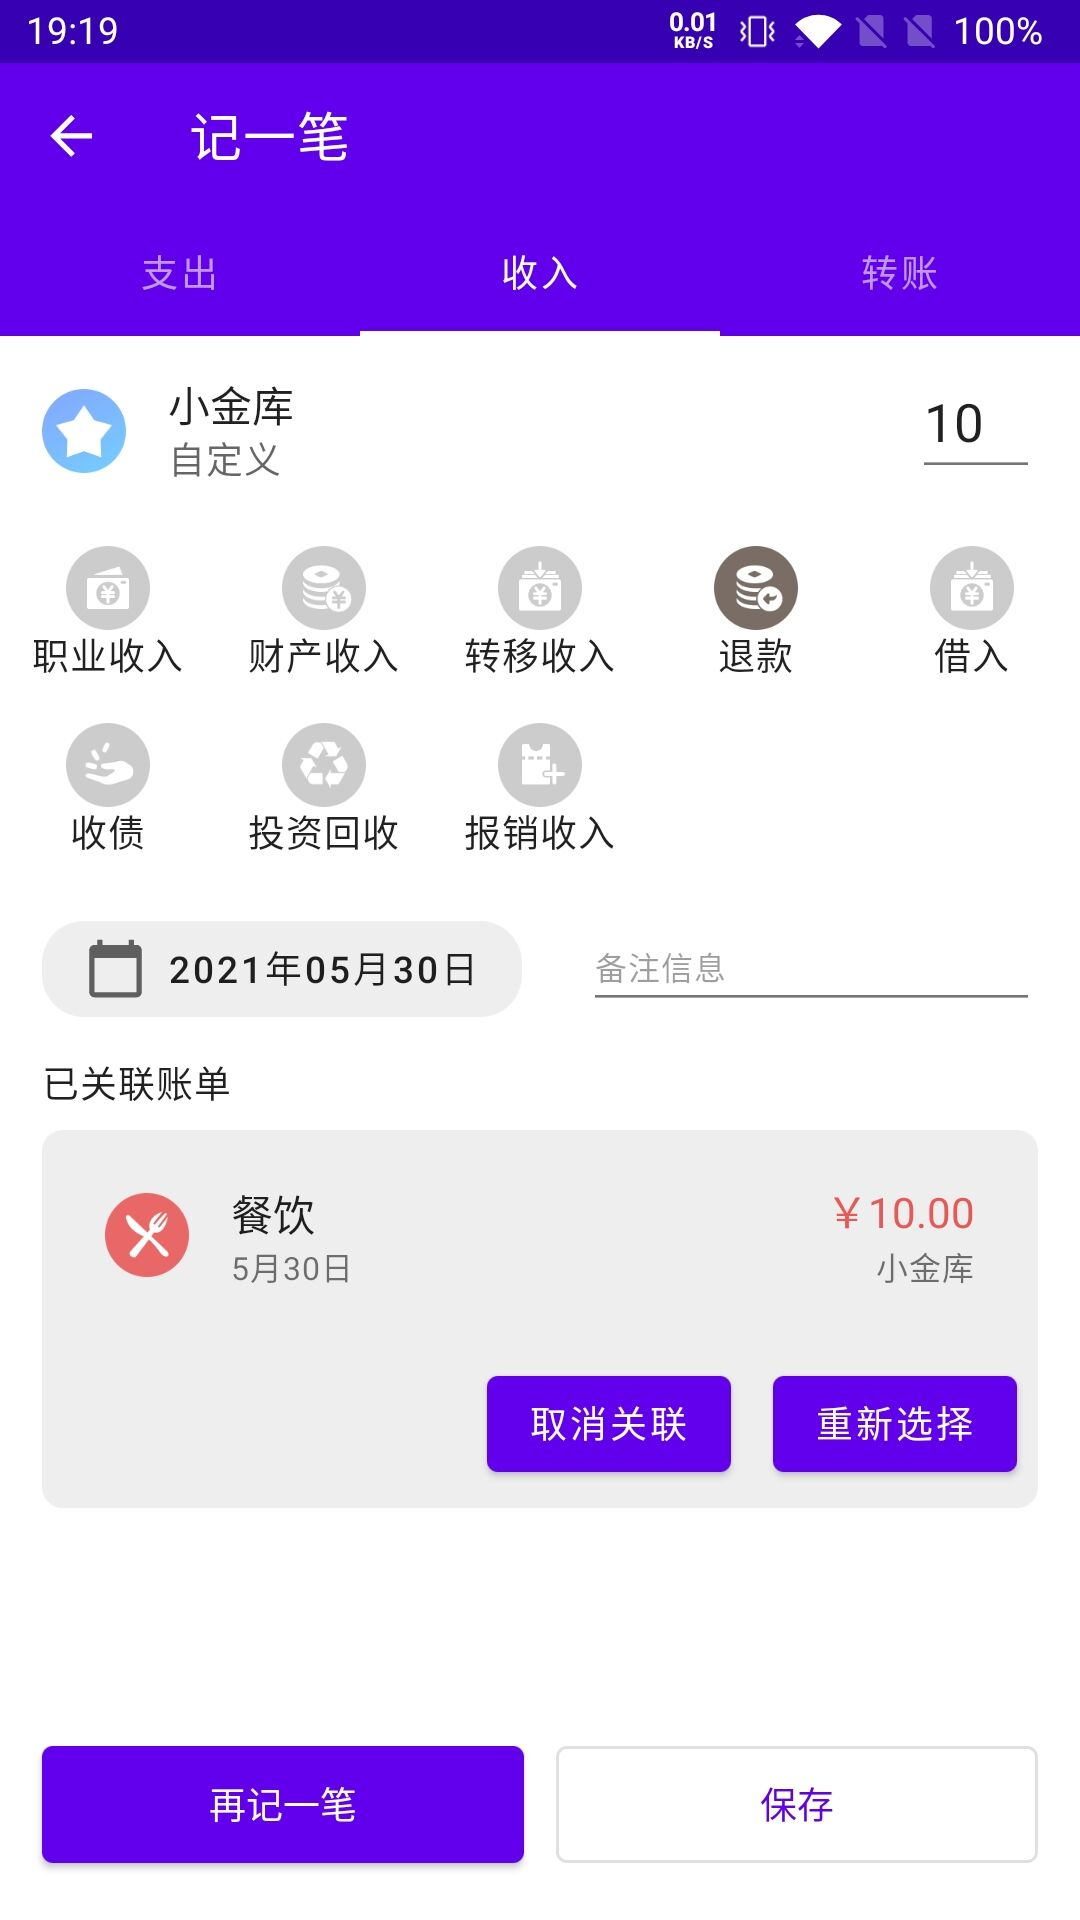 19:19 0.01 KB/S 100%
记一笔
支出 收入 转账
小金库 10
自定义
职业收入 财产收入 转移收入 退款 借入
收债 投资回收 报销收入
2021年05月30日 备注信息
已关联账单
餐饮 ￥10.00
5月30日 小金库
取消关联 重新选择
再记一笔 保存